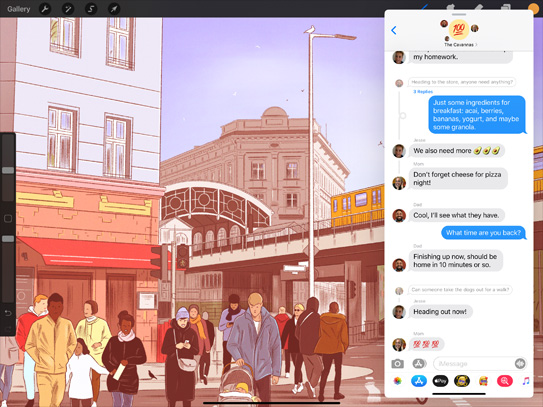 Gallery
The Cavannas
my homework.
Heading to the store, anyone need anything?
3 Replies
Just some ingredients for
breakfast: acai, berries,
bananas, yogurt, and maybe
some granola.
Jesse
We also need more 🥑🥑🥑
Mom
Don't forget cheese for pizza
night!
Dad
Cool, I'll see what they have.
What time are you back?
Dad
Finishing up now, should be
home in 10 minutes or so.
Can someone take the dogs out for a walk?
Jesse
Heading out now!
Mom
💯 💯 💯
iMessage
Pay